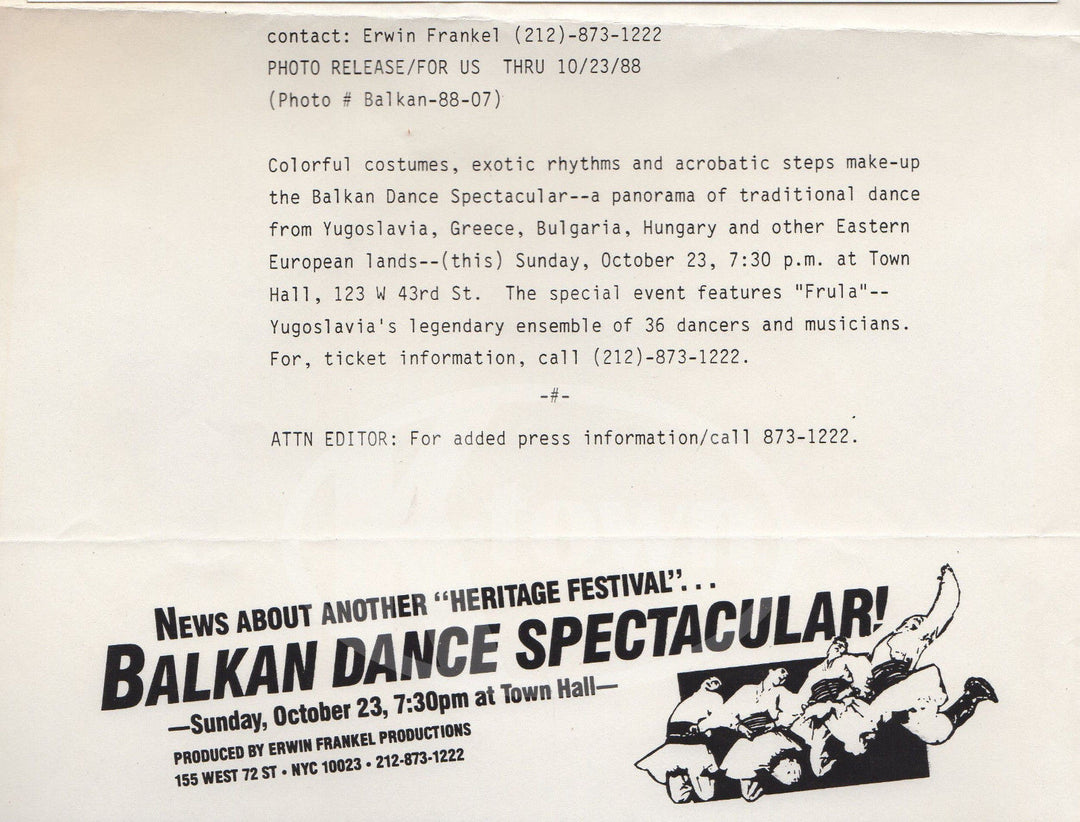 contact: Erwin Frankel (212)-873-1222
PHOTO RELEASE/FOR US THRU 10/23/88
(Photo # Balkan-88-07)
Colorful costumes, exotic rhythms and acrobatic steps make-up
the Balkan Dance Spectacular--a panorama of traditional dance
from Yugoslavia, Greece, Bulgaria, Hungary and other Eastern
European lands--(this) Sunday, October 23, 7:30 p.m. at Town
Hall, 123 W 43rd St. The special event features "Frula"--
Yugoslavia's legendary ensemble of 36 dancers and musicians.
For, ticket information, call (212)-873-1222.
-#-
ATTN EDITOR: For added press information/call 873-1222.
town
NEWS ABOUT ANOTHER “HERITAGE FESTIVAL”...
BALKAN DANCE SPECTACULAR!
—Sunday, October 23, 7:30pm at Town Hall—
PRODUCED BY ERWIN FRANKEL PRODUCTIONS
155 WEST 72 ST • NYC 10023 • 212-873-1222